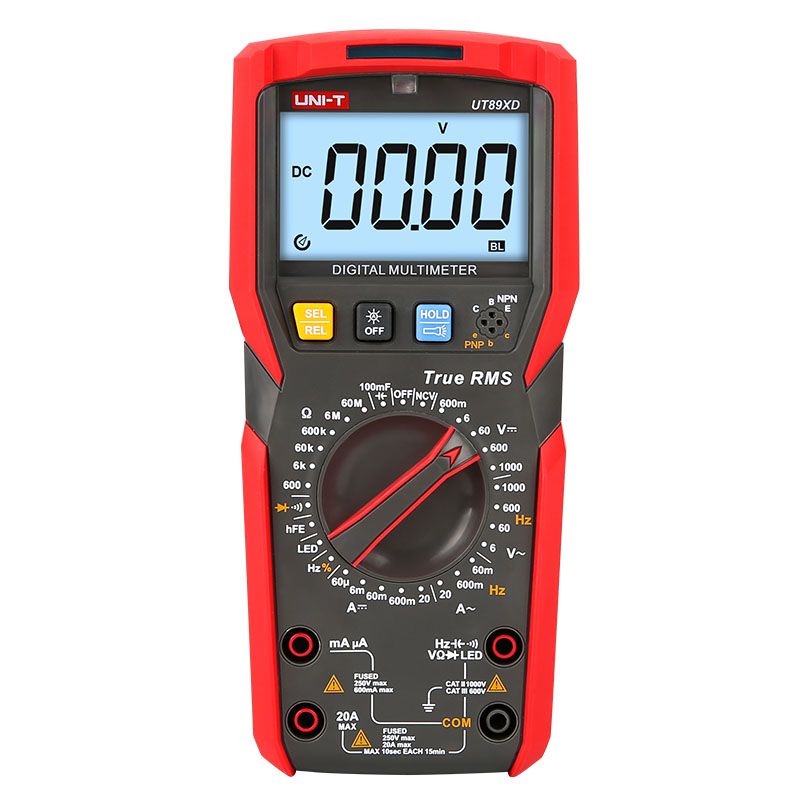 UNI-T UT89XD
V
DC 00.00
BL
DIGITAL MULTIMETER
SEL
REL
OFF
HOLD
NPN
C B E
e b c
PNP
True RMS
100mF OFF NCV 600m
60M 6
Ω 6M 60 V⎓
600k 600
60k 1000
6k 1000
600 600
Hz
60
hFE 6
LED V~
Hz % 60m
60μ 600m Hz
6m 60m 600m 20 20
A⎓ A~
mA μA
Hz
VΩ LED
FUSED
250V max
600mA max
CAT II 1000V
CAT III 600V
20A
MAX
COM
FUSED
250V max
20A max
MAX 10sec EACH 15min